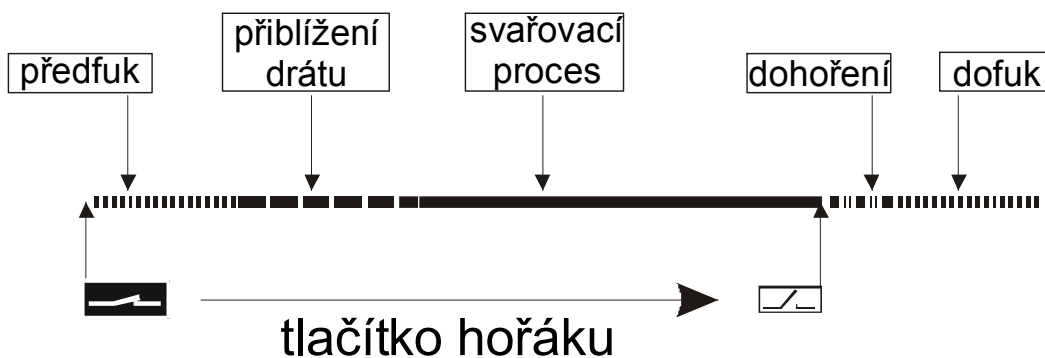 předfuk
přiblížení
drátu
svařovací
proces
dohoření
dofuk
tlačítko hořáku